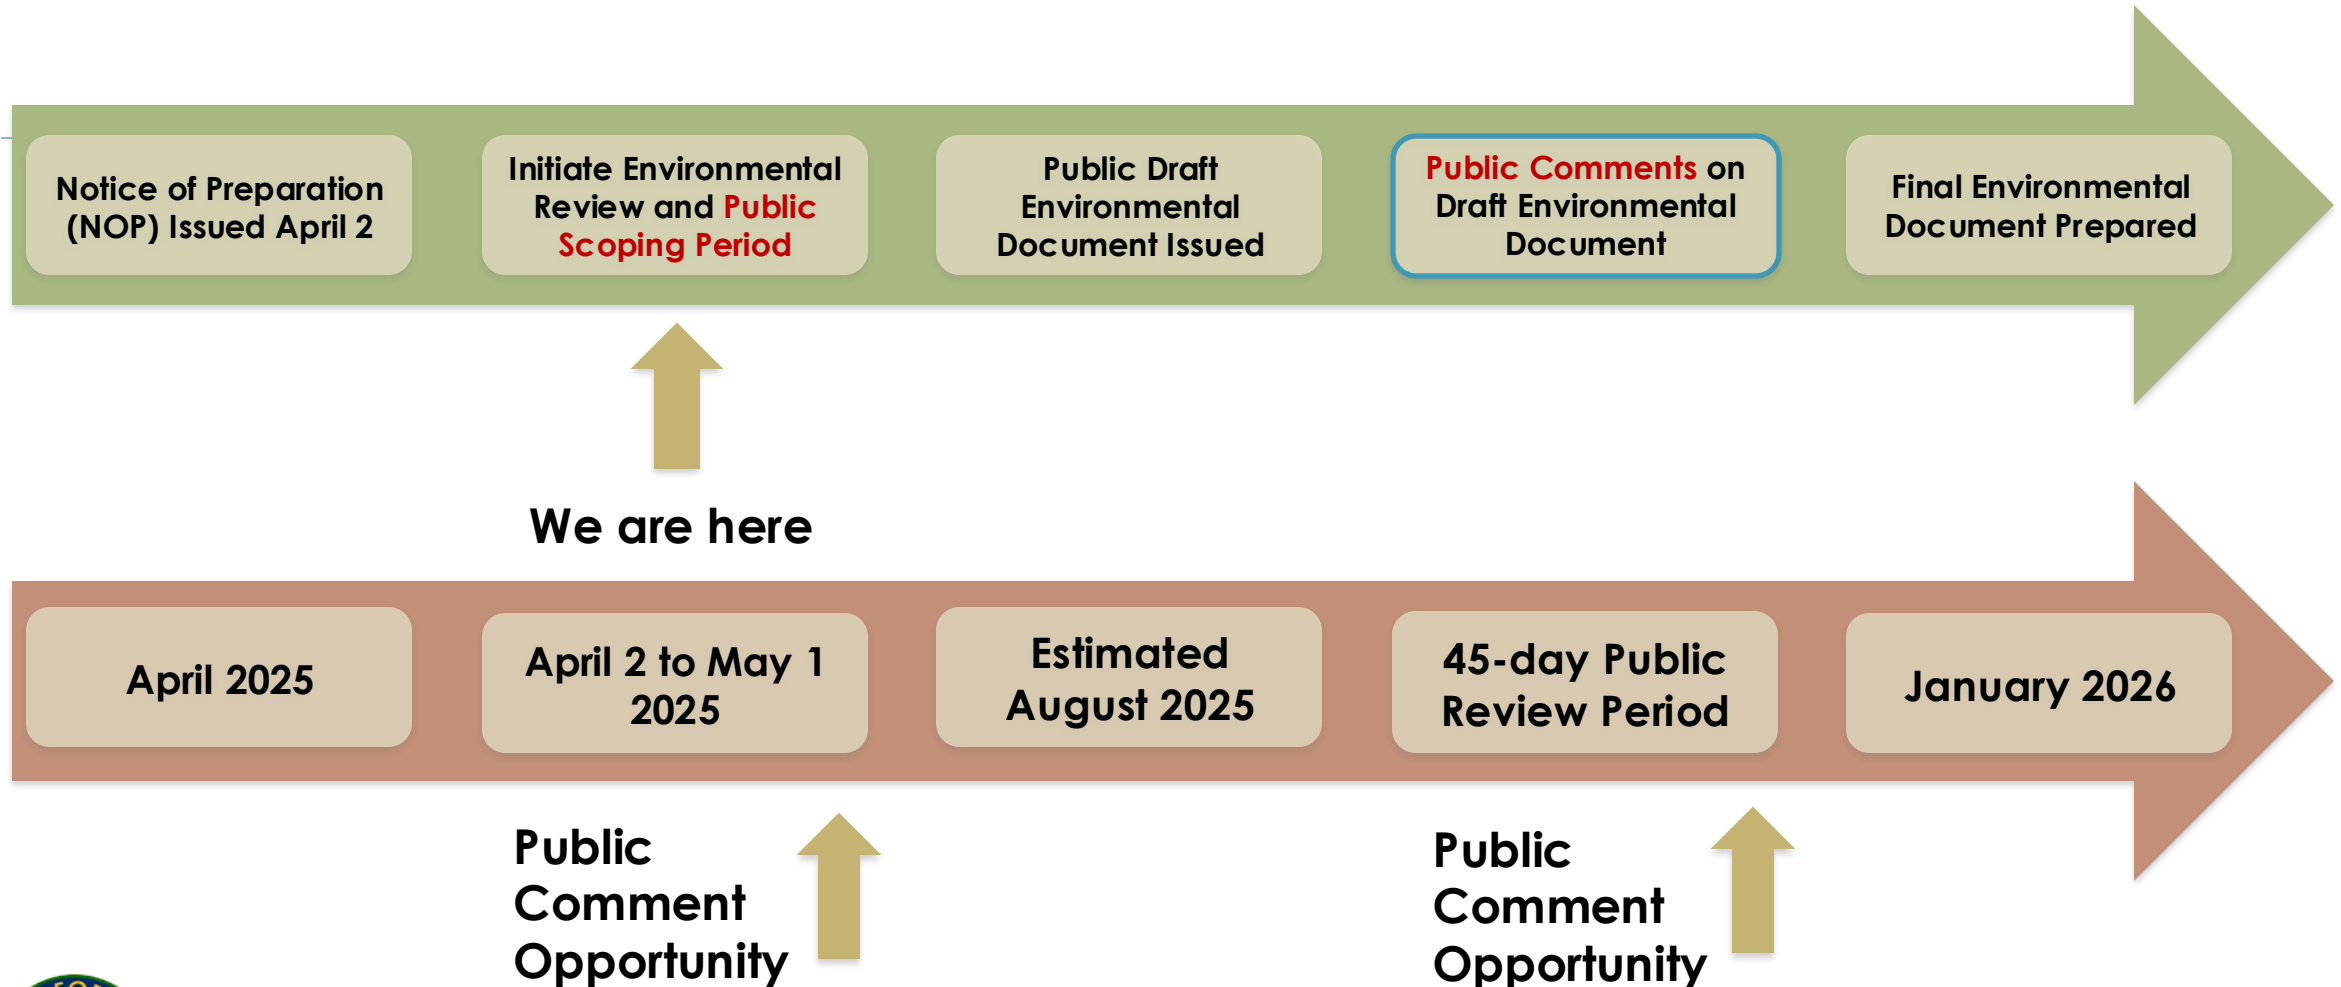 Notice of Preparation
(NOP) Issued April 2
Initiate Environmental
Review and Public
Scoping Period
Public Draft
Environmental
Document Issued
Public Comments on
Draft Environmental
Document
Final Environmental
Document Prepared
We are here
April 2025
April 2 to May 1
2025
Estimated
August 2025
45-day Public
Review Period
January 2026
Public
Comment
Opportunity
Public
Comment
Opportunity